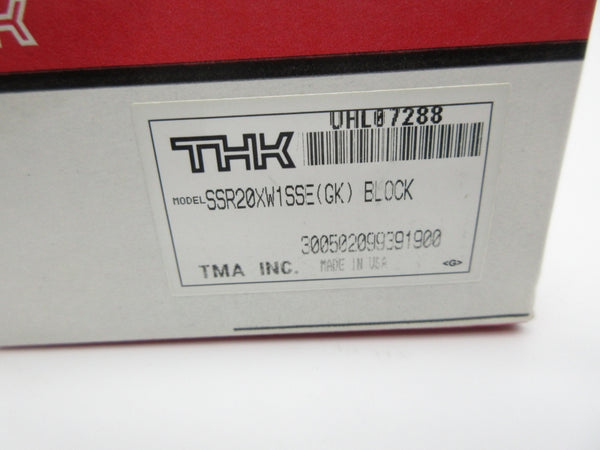 VHL07288
THK
MODEL SSR20XW1SSE(GK) BLOCK
300502099391900
TMA INC. MADE IN USA <G>